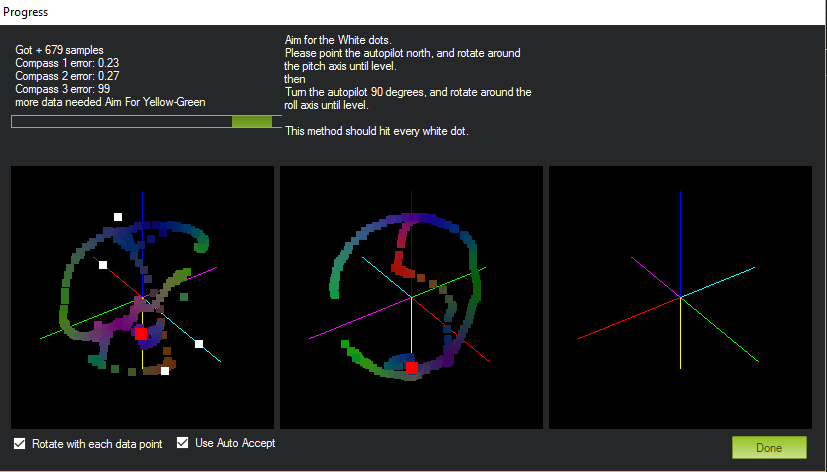 Progress
Got + 679 samples
Compass 1 error: 0.23
Compass 2 error: 0.27
Compass 3 error: 99
more data needed Aim For Yellow-Green
Aim for the White dots.
Please point the autopilot north, and rotate around
the pitch axis until level.
then
Turn the autopilot 90 degrees, and rotate around the
roll axis until level.
This method should hit every white dot.
Rotate with each data point
Use Auto Accept
Done